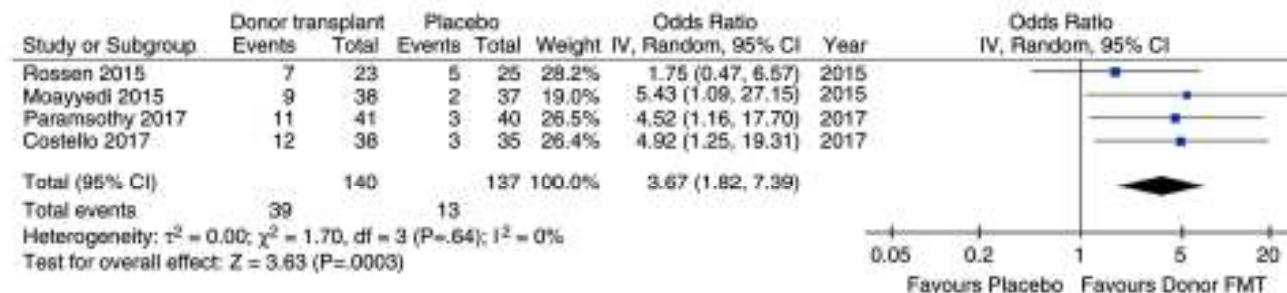 Donor transplant Placebo Odds Ratio Odds Ratio
Study or Subgroup Events Total Events Total Weight IV, Random, 95% CI Year IV, Random, 95% CI
Rossen 2015 7 23 5 25 28.2% 1.75 (0.47, 6.57) 2015
Moayyedi 2015 9 38 2 37 19.0% 5.43 (1.09, 27.15) 2015
Paramsothy 2017 11 41 3 40 26.5% 4.52 (1.16, 17.70) 2017
Costello 2017 12 38 3 35 26.4% 4.92 (1.25, 19.31) 2017
Total (95% CI) 140 137 100.0% 3.67 (1.82, 7.39)
Total events 39 13
Heterogeneity: τ² = 0.00; χ² = 1.70, df = 3 (P=.64); I² = 0%
Test for overall effect: Z = 3.63 (P=.0003)
0.05 0.2 1 5 20
Favours Placebo Favours Donor FMT